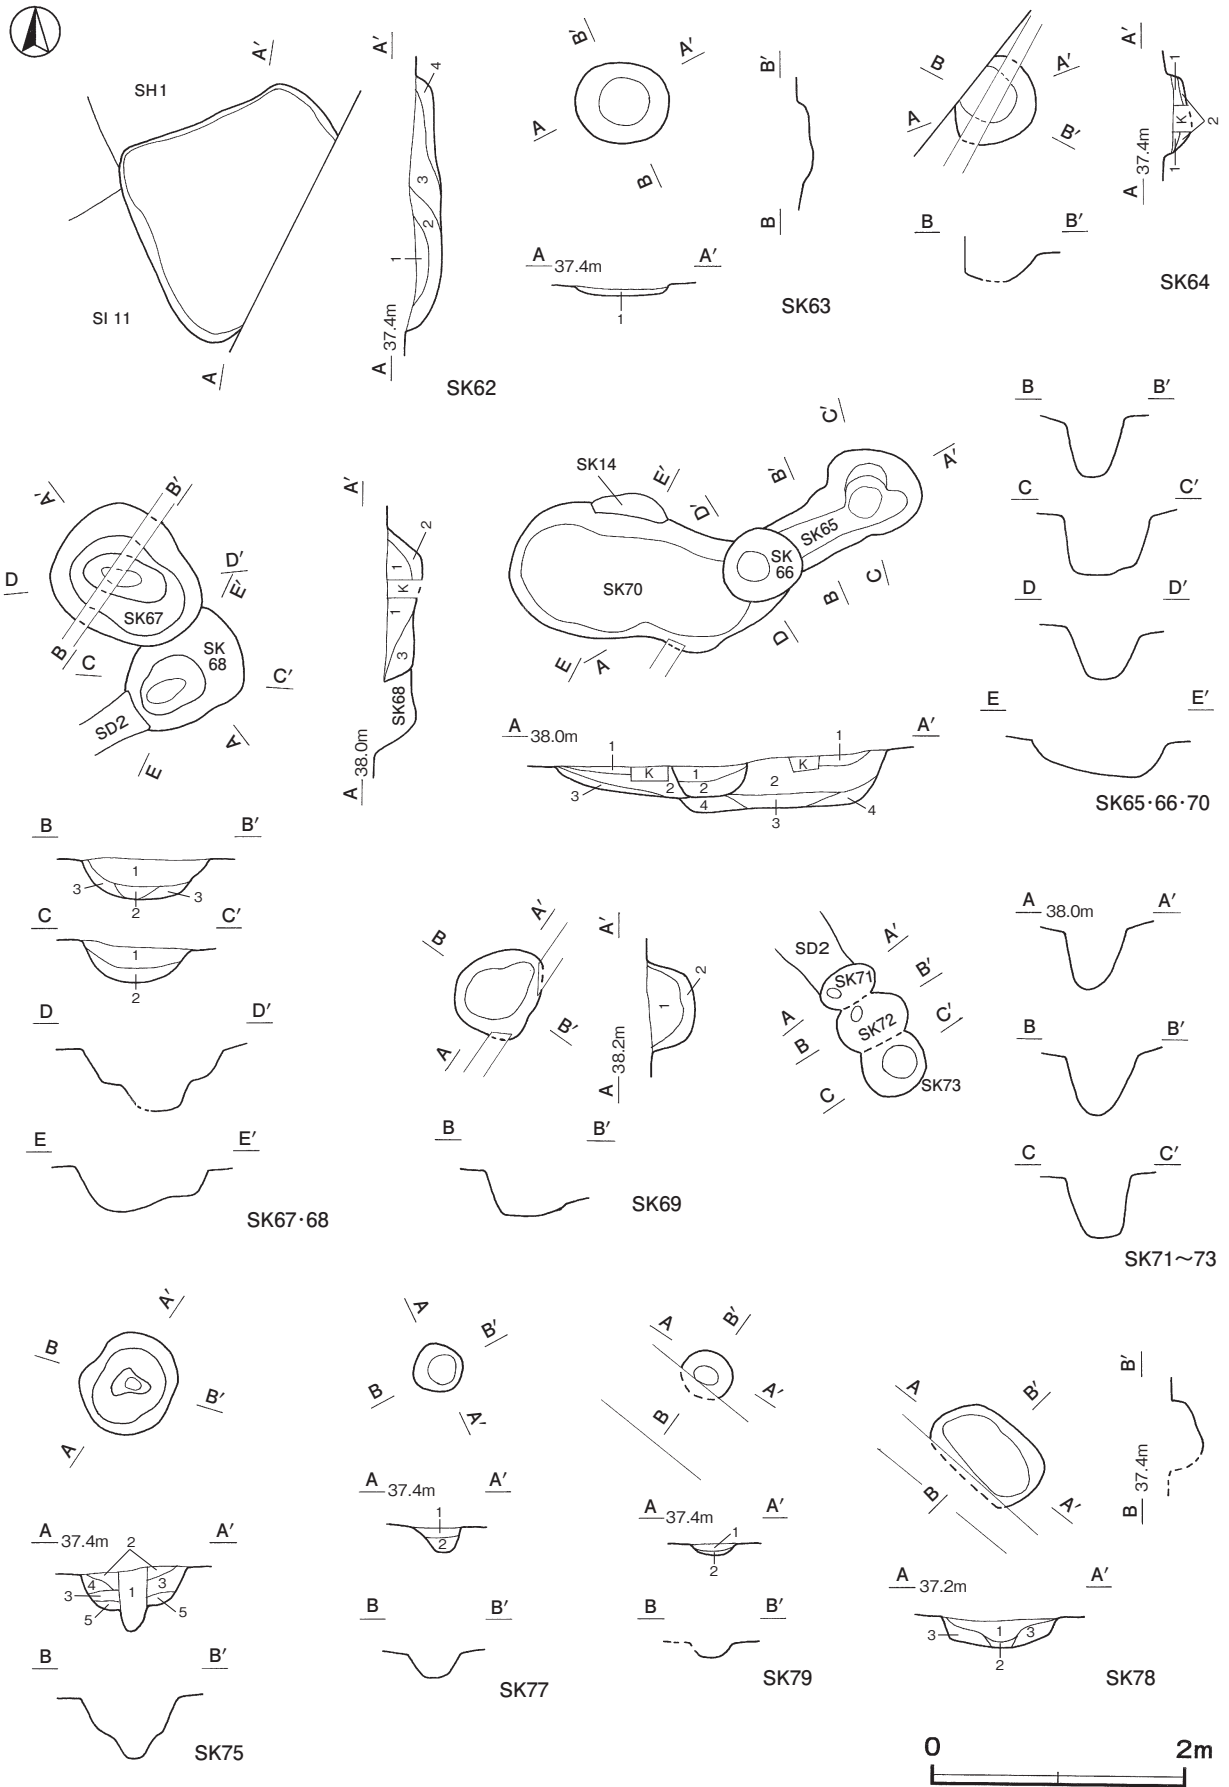 SH1
SI 11
A′
A
A′
A 37.4m
1
2
3
4
SK62
B′
A′
A
B
B′
B
A 37.4m
A′
1
SK63
B
A′
A
B′
A′
A 37.4m
1
K
2
1
B
B′
SK64
A′
B′
D
D′
E′
SK67
B
C
SK
68
C′
SD2
A
E
A′
A 38.0m
2
1
K
1
3
SK68
B
B′
1
3
3
2
C
C′
1
2
D
D′
E
E′
SK67·68
SK14
E′
D′
B′
C′
A′
SK65
SK
66
SK70
C
B
D
E
A
A 38.0m
A′
1
1
K
K
1
2
2
2
3
4
3
4
B
B′
C
C′
D
D′
E
E′
SK65·66·70
B
A′
A
B′
A′
A 38.2m
2
1
B
B′
SK69
SD2
SK71
SK72
SK73
A′
B′
C′
A
B
C
A 38.0m
A′
B
B′
C
C′
SK71〜73
A′
B
B′
A
A 37.4m
A′
2
4
3
1
3
5
5
B
B′
SK75
A
B′
B
A′
A 37.4m
A′
1
2
B
B′
SK77
A
B′
A′
B
A 37.4m
A′
1
2
B
B′
SK79
A
B′
B
A′
B′
B 37.4m
A 37.2m
A′
1
3
3
2
SK78
0
2m